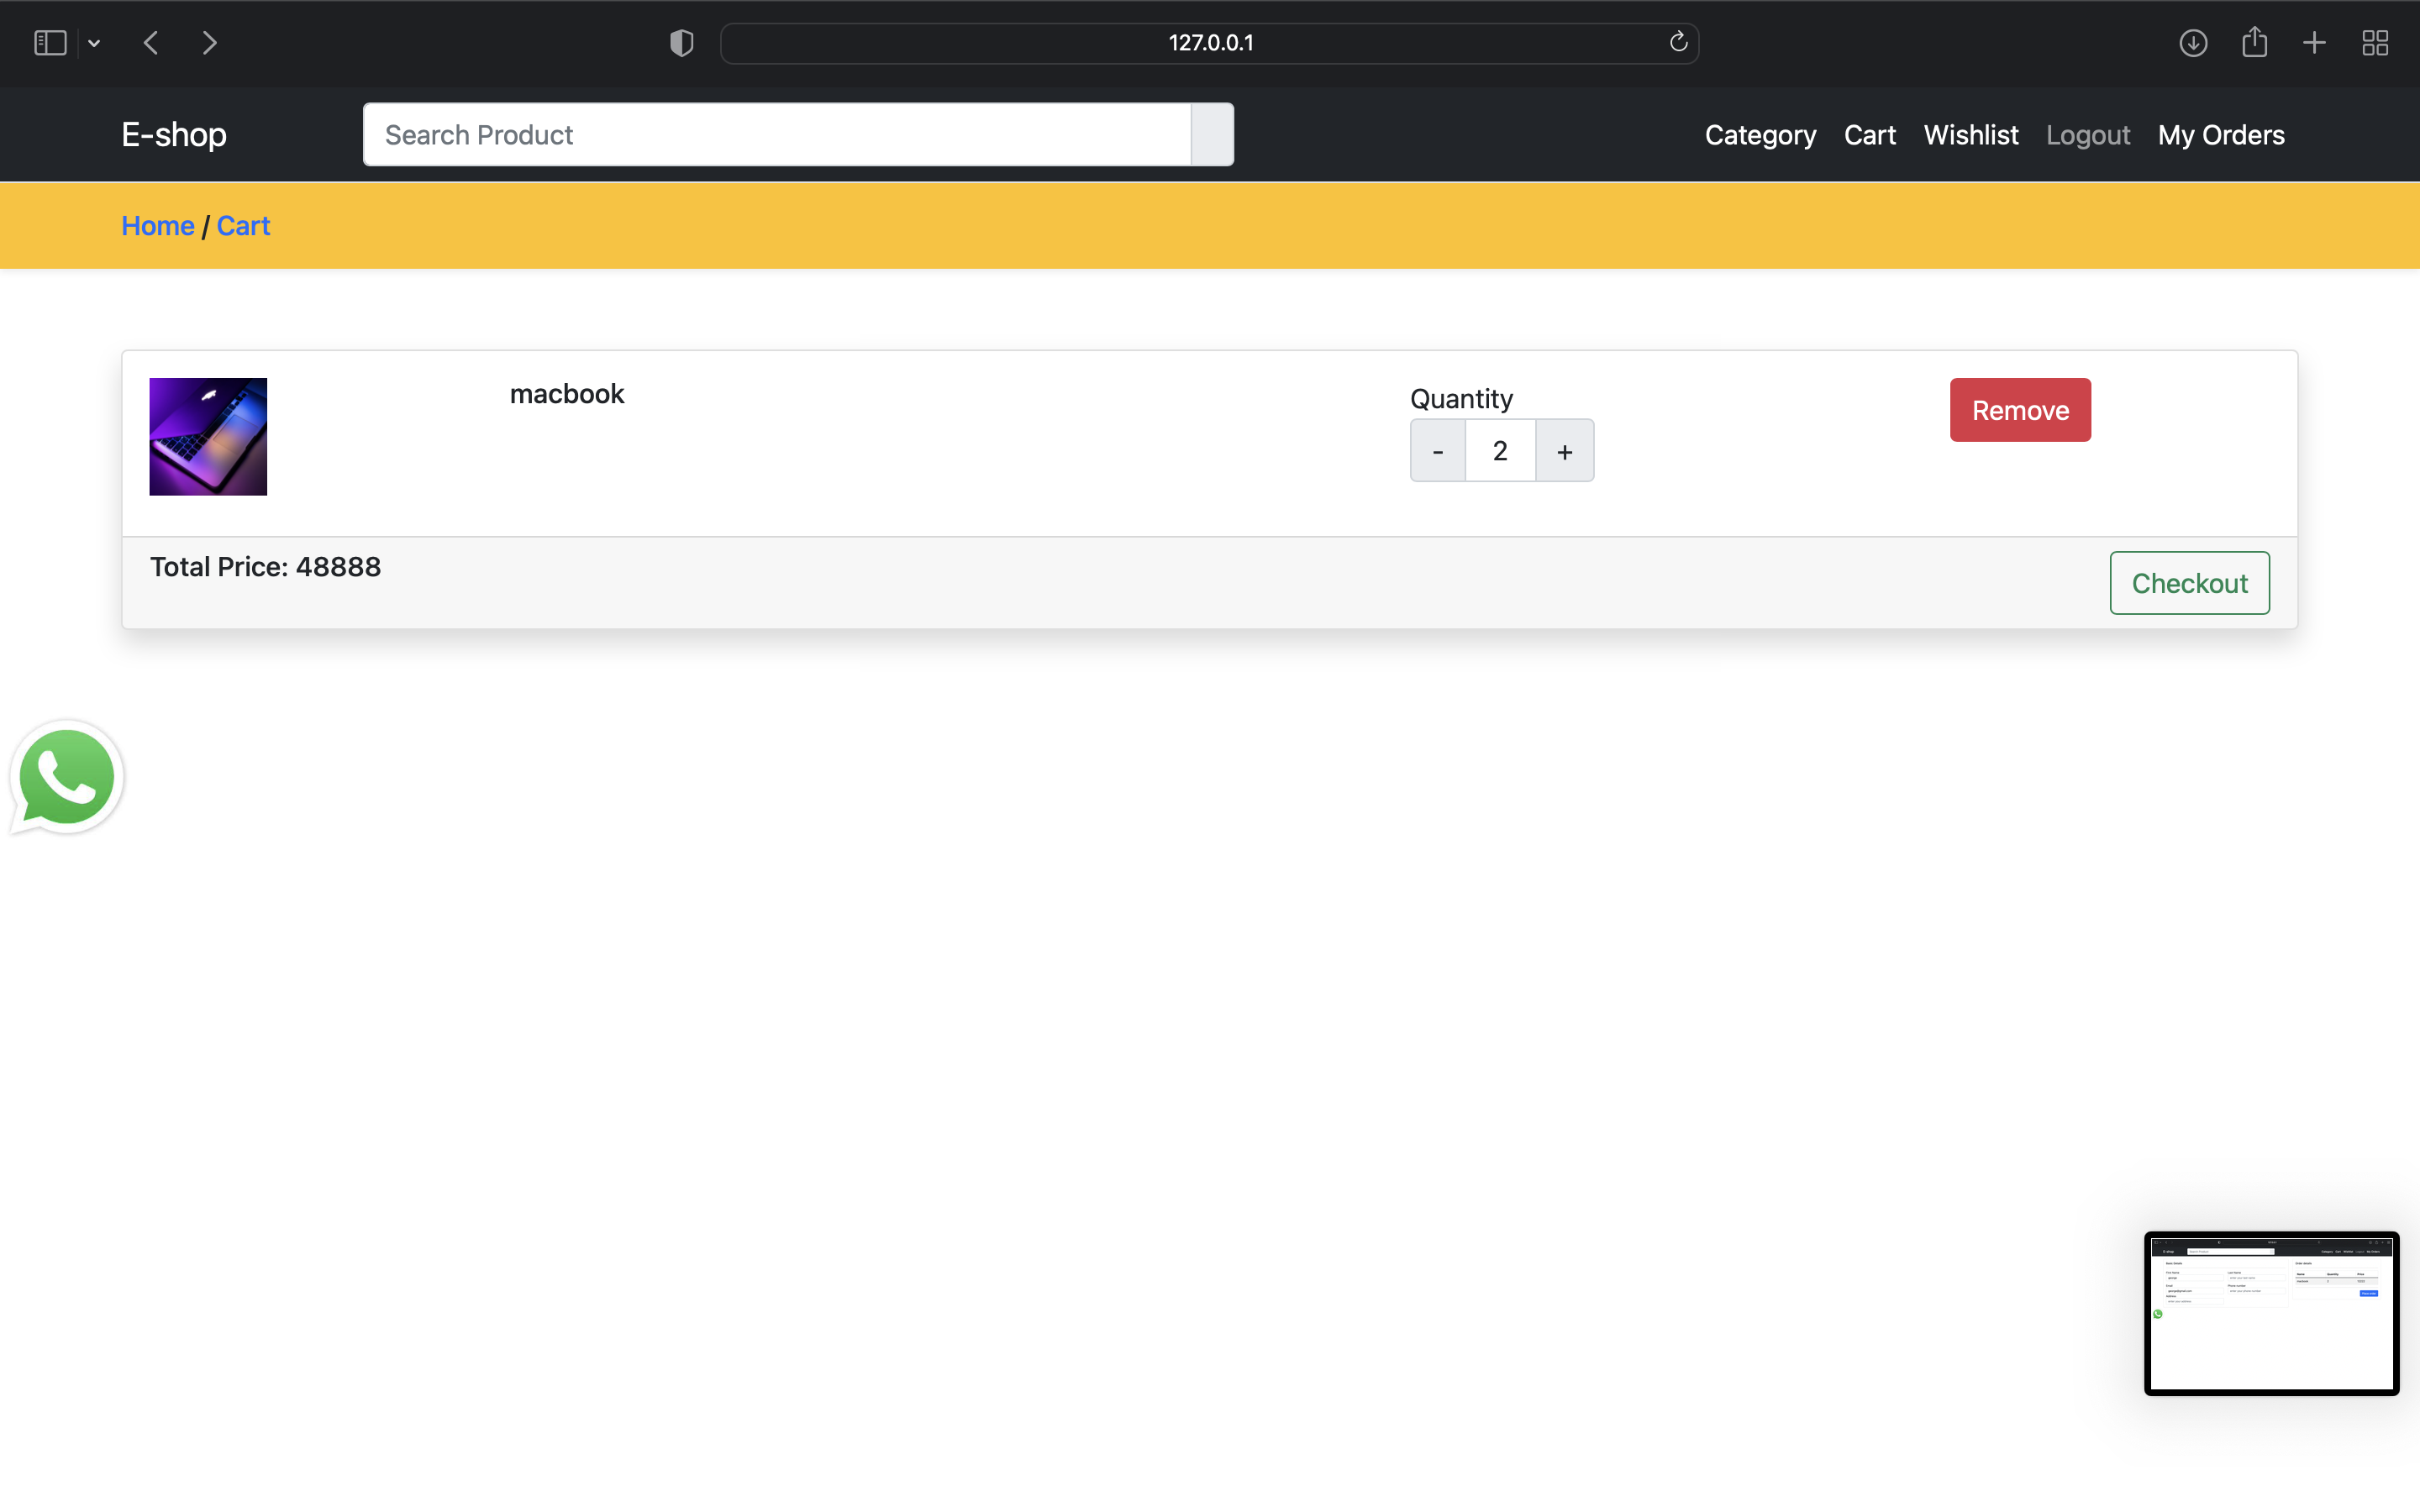 127.0.0.1
E-shop
Search Product
Category Cart Wishlist Logout My Orders
Home / Cart
macbook
Quantity
- 2 +
Remove
Total Price: 48888
Checkout